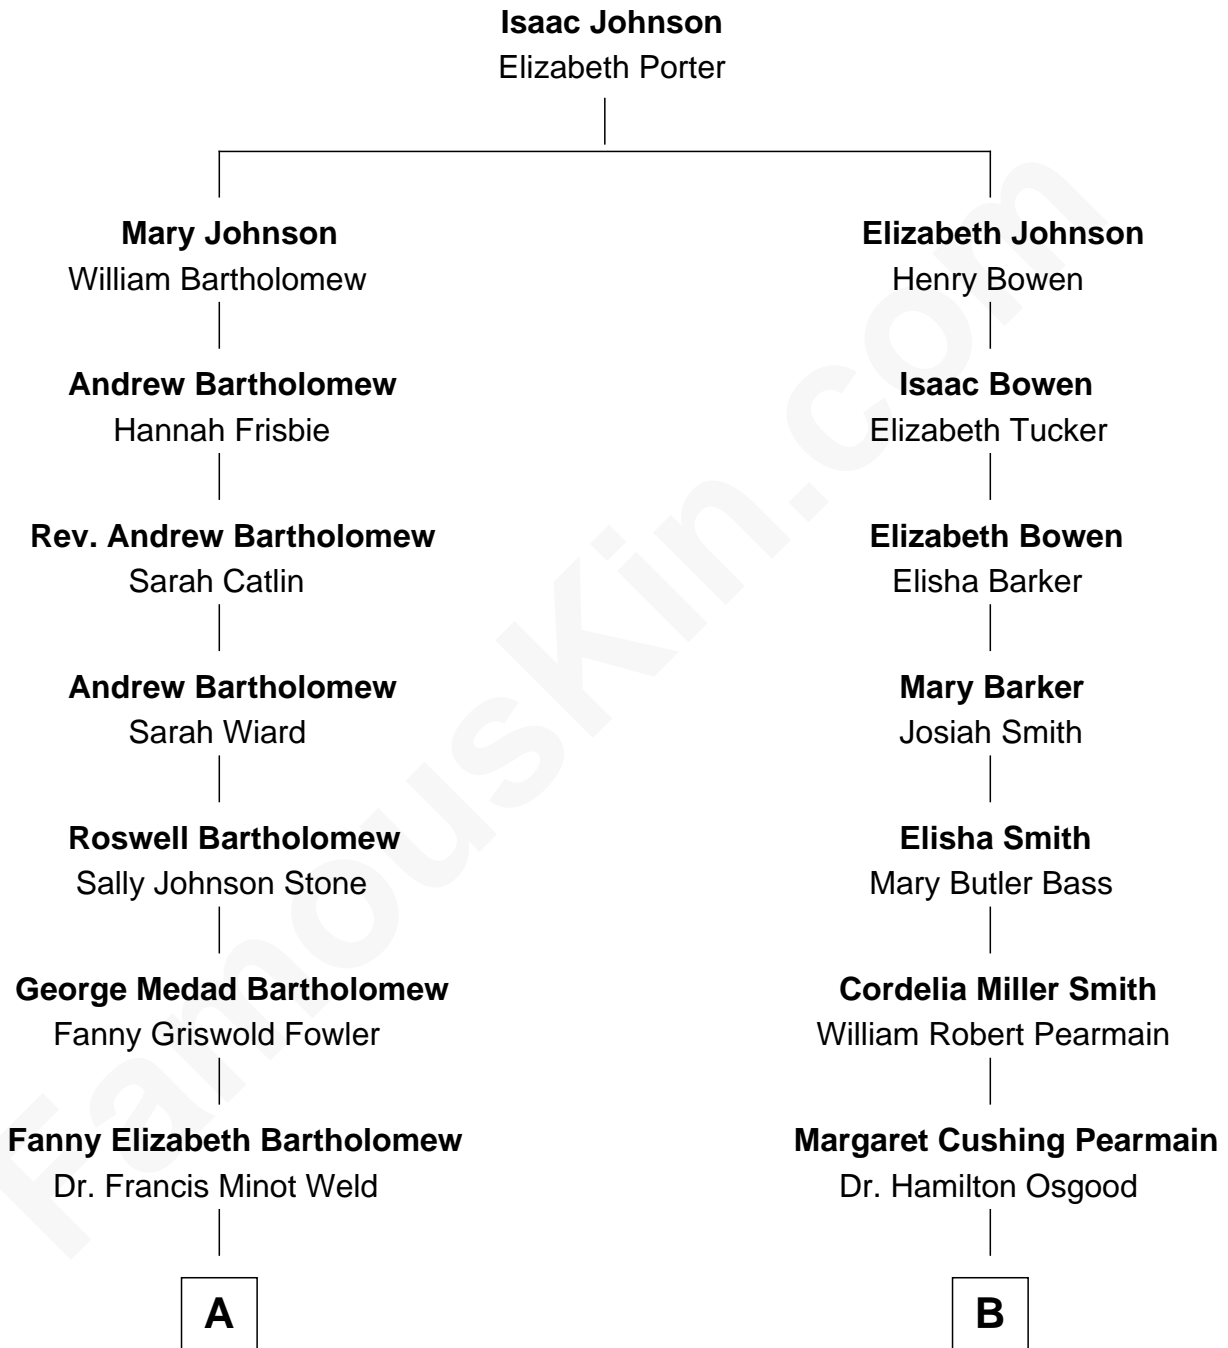 Isaac Johnson
Elizabeth Porter
Mary Johnson
William Bartholomew
Andrew Bartholomew
Hannah Frisbie
Rev. Andrew Bartholomew
Sarah Catlin
Andrew Bartholomew
Sarah Wiard
Roswell Bartholomew
Sally Johnson Stone
George Medad Bartholomew
Fanny Griswold Fowler
Fanny Elizabeth Bartholomew
Dr. Francis Minot Weld
A
Elizabeth Johnson
Henry Bowen
Isaac Bowen
Elizabeth Tucker
Elizabeth Bowen
Elisha Barker
Mary Barker
Josiah Smith
Elisha Smith
Mary Butler Bass
Cordelia Miller Smith
William Robert Pearmain
Margaret Cushing Pearmain
Dr. Hamilton Osgood
B
FamousKin.com